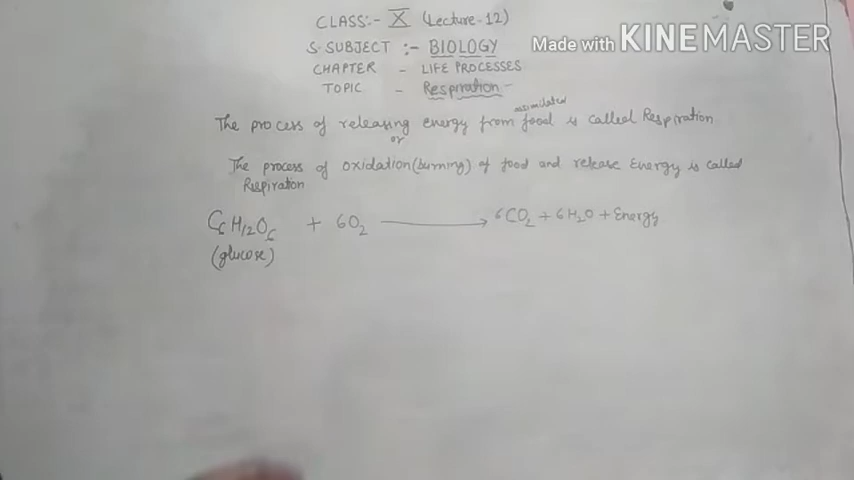 CLASS:- X (Lecture-12)
S.SUBJECT :- BIOLOGY
Made with KINEMASTER
CHAPTER - LIFE PROCESSES
TOPIC - Respiration -
assimilated
The process of releasing energy from food is called Respiration
or
The process of oxidation (burning) of food and release Energy is called
Respiration
C6H12O6 + 6O2 → 6CO2 + 6H2O + Energy
(glucose)